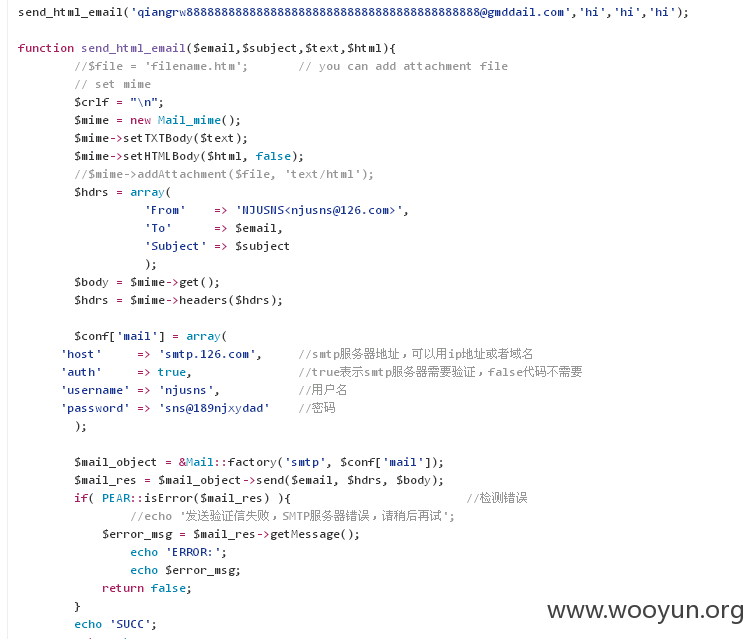 send_html_email('qiangrw8888888888888888888888888888888888888888888@gmddail.com','hi','hi','hi');
function send_html_email($email,$subject,$text,$html){
//$file = 'filename.htm'; // you can add attachment file
// set mime
$crlf = "\n";
$mime = new Mail_mime();
$mime->setTXTBody($text);
$mime->setHTMLBody($html, false);
//$mime->addAttachment($file, 'text/html');
$hdrs = array(
'From' => 'NJUSNS<njusns@126.com>',
'To' => $email,
'Subject' => $subject
);
$body = $mime->get();
$hdrs = $mime->headers($hdrs);
$conf['mail'] = array(
'host' => 'smtp.126.com', //smtp服务器地址，可以用ip地址或者域名
'auth' => true, //true表示smtp服务器需要验证，false代码不需要
'username' => 'njusns', //用户名
'password' => 'sns@189njxydad' //密码
);
$mail_object = &Mail::factory('smtp', $conf['mail']);
$mail_res = $mail_object->send($email, $hdrs, $body);
if( PEAR::isError($mail_res) ){ //检测错误
//echo '发送验证信失败，SMTP服务器错误，请稍后再试';
$error_msg = $mail_res->getMessage();
echo 'ERROR:';
echo $error_msg;
return false;
}
echo 'SUCC';
www.wooyun.org